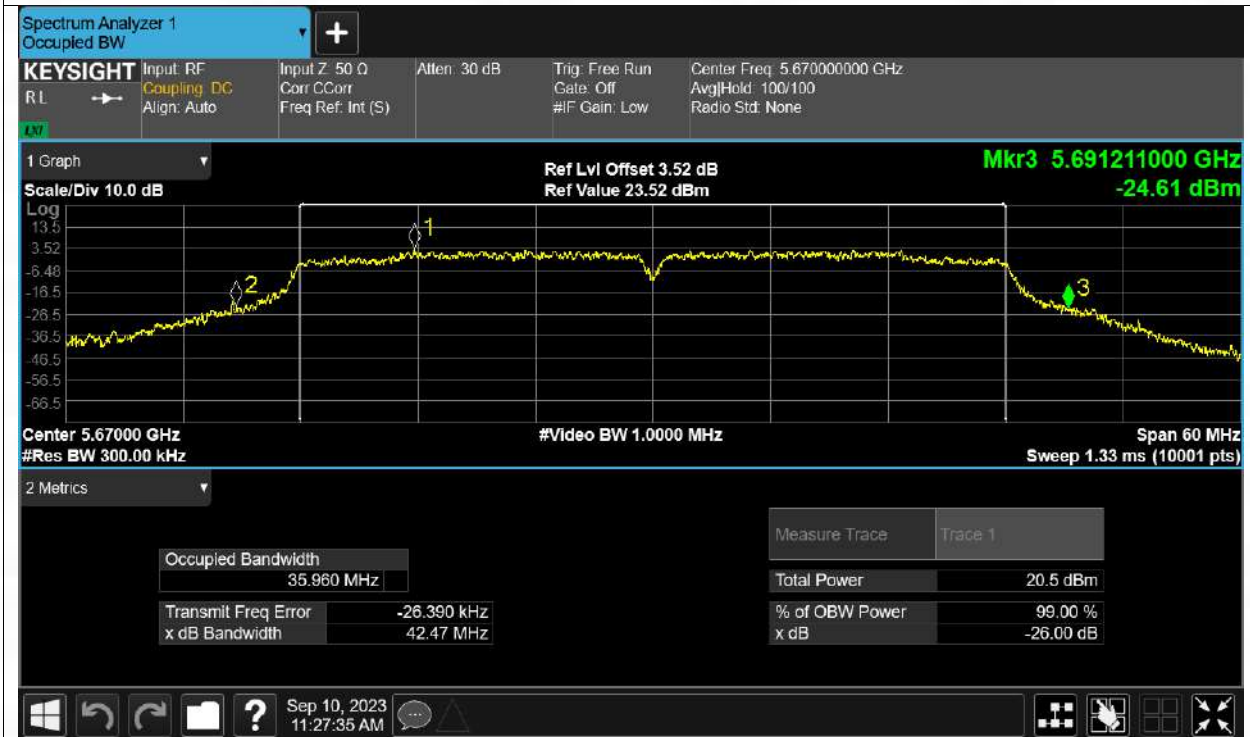 Spectrum Analyzer 1
Occupied BW
+
KEYSIGHT
RL
LXI
Input: RF
Coupling: DC
Align: Auto
Input Z: 50 Ω
Corr CCorr
Freq Ref: Int (S)
Atten: 30 dB
Trig: Free Run
Gate: Off
#IF Gain: Low
Center Freq: 5.670000000 GHz
Avg|Hold: 100/100
Radio Std: None
1 Graph
Scale/Div 10.0 dB
Ref Lvl Offset 3.52 dB
Ref Value 23.52 dBm
Mkr3 5.691211000 GHz
-24.61 dBm
Log
13.5
3.52
-6.48
-16.5
-26.5
-36.5
-46.5
-56.5
-66.5
1
2
3
Center 5.67000 GHz
#Video BW 1.0000 MHz
Span 60 MHz
#Res BW 300.00 kHz
Sweep 1.33 ms (10001 pts)
2 Metrics
Measure Trace Trace 1
Occupied Bandwidth
35.960 MHz
Total Power 20.5 dBm
Transmit Freq Error -26.390 kHz
% of OBW Power 99.00 %
x dB Bandwidth 42.47 MHz
x dB -26.00 dB
?
Sep 10, 2023
11:27:35 AM